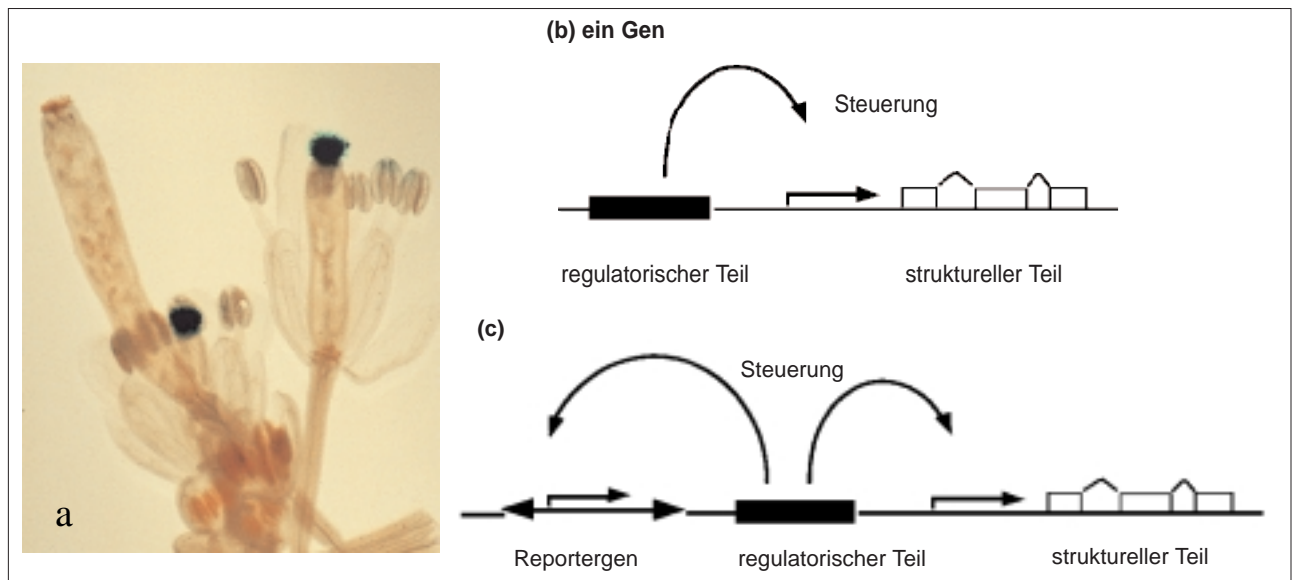 (b) ein Gen
Steuerung
regulatorischer Teil
struktureller Teil
a
(c)
Steuerung
Reportergen
regulatorischer Teil
struktureller Teil